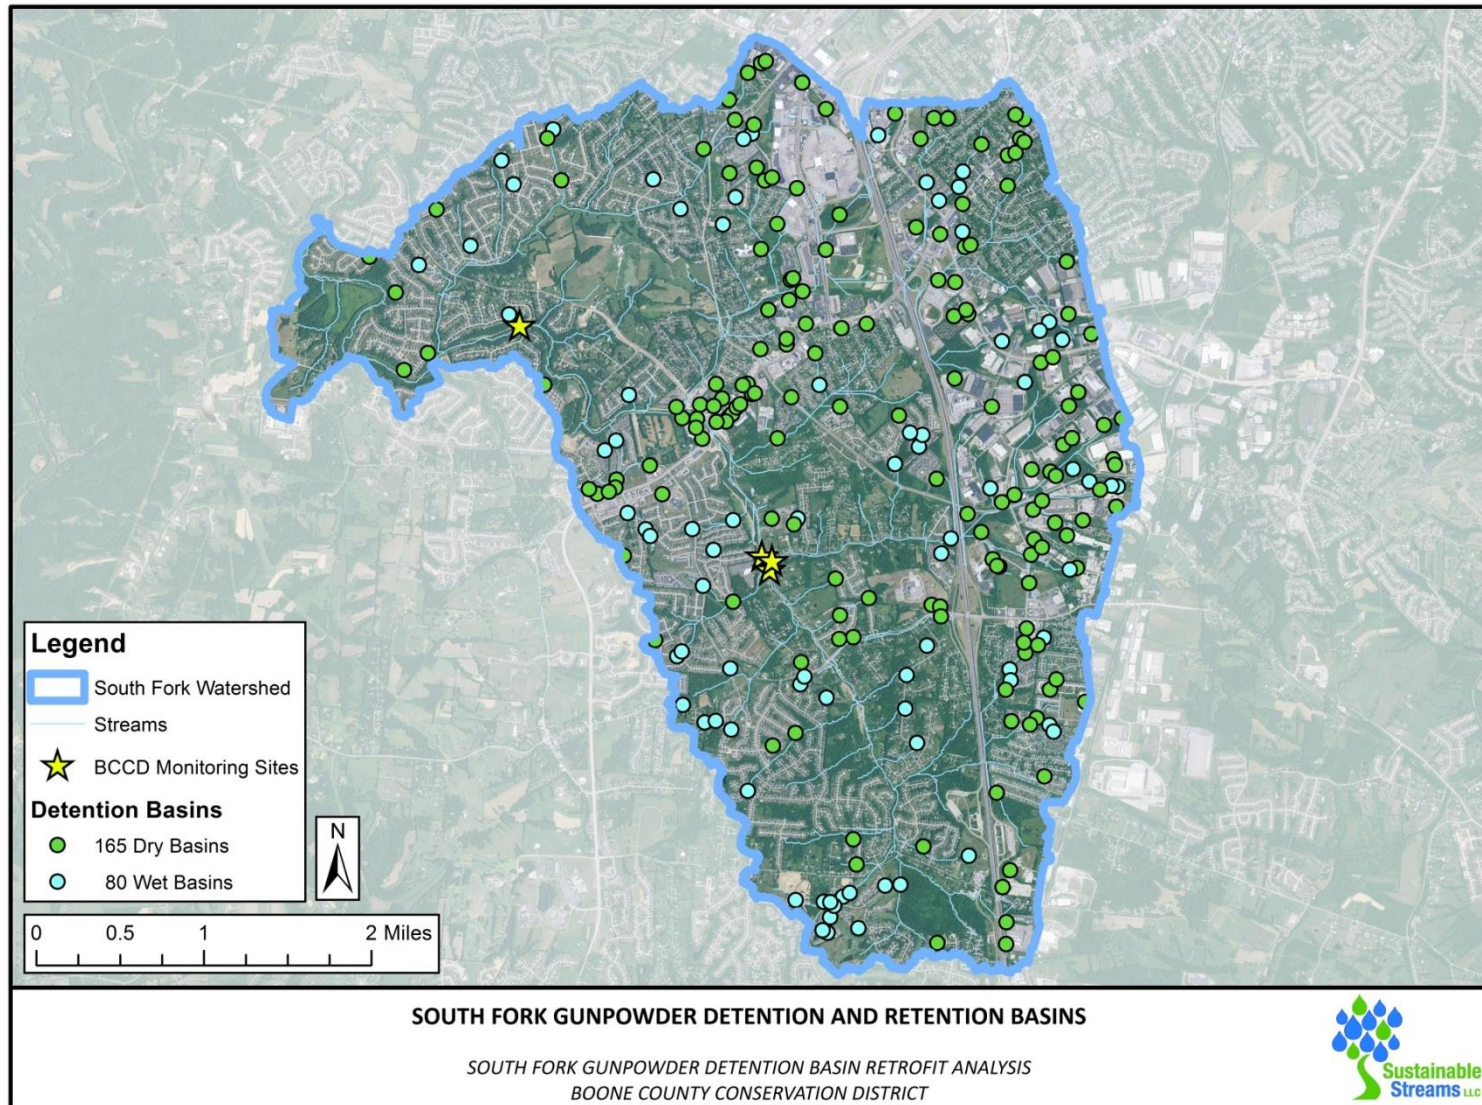 Legend
South Fork Watershed
Streams
BCCD Monitoring Sites
Detention Basins
165 Dry Basins
80 Wet Basins
N
0 0.5 1 2 Miles
SOUTH FORK GUNPOWDER DETENTION AND RETENTION BASINS
SOUTH FORK GUNPOWDER DETENTION BASIN RETROFIT ANALYSIS
BOONE COUNTY CONSERVATION DISTRICT
Sustainable
Streams LLC